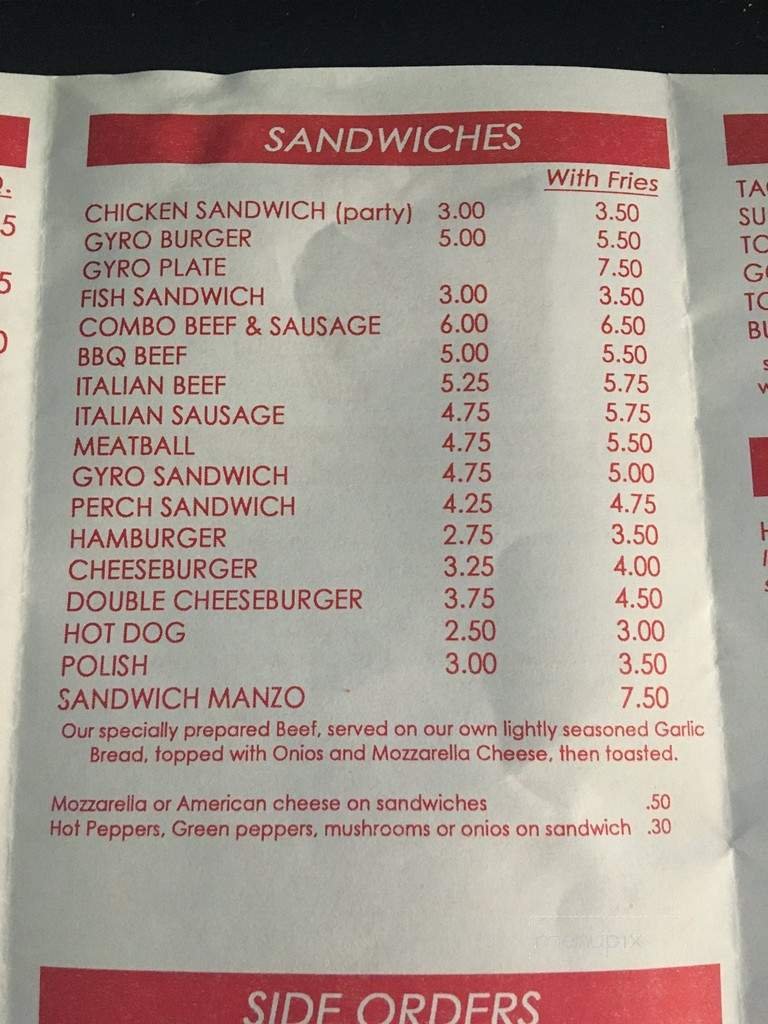 SANDWICHES
With Fries
CHICKEN SANDWICH (party) 3.00 3.50
GYRO BURGER 5.00 5.50
GYRO PLATE 7.50
FISH SANDWICH 3.00 3.50
COMBO BEEF & SAUSAGE 6.00 6.50
BBQ BEEF 5.00 5.50
ITALIAN BEEF 5.25 5.75
ITALIAN SAUSAGE 4.75 5.75
MEATBALL 4.75 5.50
GYRO SANDWICH 4.75 5.00
PERCH SANDWICH 4.25 4.75
HAMBURGER 2.75 3.50
CHEESEBURGER 3.25 4.00
DOUBLE CHEESEBURGER 3.75 4.50
HOT DOG 2.50 3.00
POLISH 3.00 3.50
SANDWICH MANZO 7.50
Our specially prepared Beef, served on our own lightly seasoned Garlic
Bread, topped with Onios and Mozzarella Cheese, then toasted.
Mozzarella or American cheese on sandwiches .50
Hot Peppers, Green peppers, mushrooms or onios on sandwich .30
menupix
SIDE ORDERS